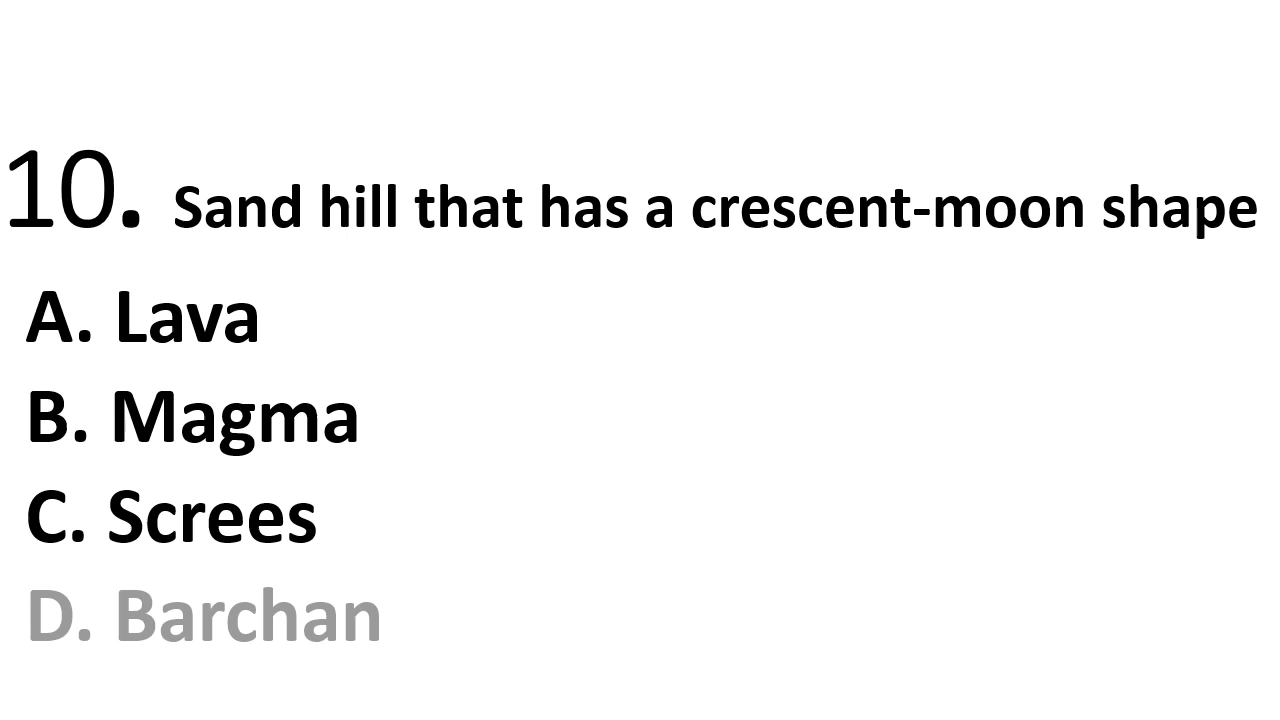 10. Sand hill that has a crescent-moon shape
A. Lava
B. Magma
C. Screes
D. Barchan